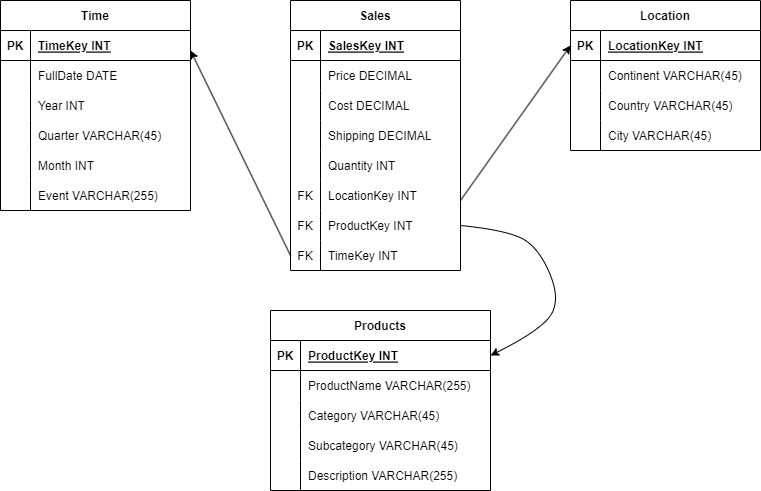 Time
PK TimeKey INT
FullDate DATE
Year INT
Quarter VARCHAR(45)
Month INT
Event VARCHAR(255)
Sales
PK SalesKey INT
Price DECIMAL
Cost DECIMAL
Shipping DECIMAL
Quantity INT
FK LocationKey INT
FK ProductKey INT
FK TimeKey INT
Location
PK LocationKey INT
Continent VARCHAR(45)
Country VARCHAR(45)
City VARCHAR(45)
Products
PK ProductKey INT
ProductName VARCHAR(255)
Category VARCHAR(45)
Subcategory VARCHAR(45)
Description VARCHAR(255)